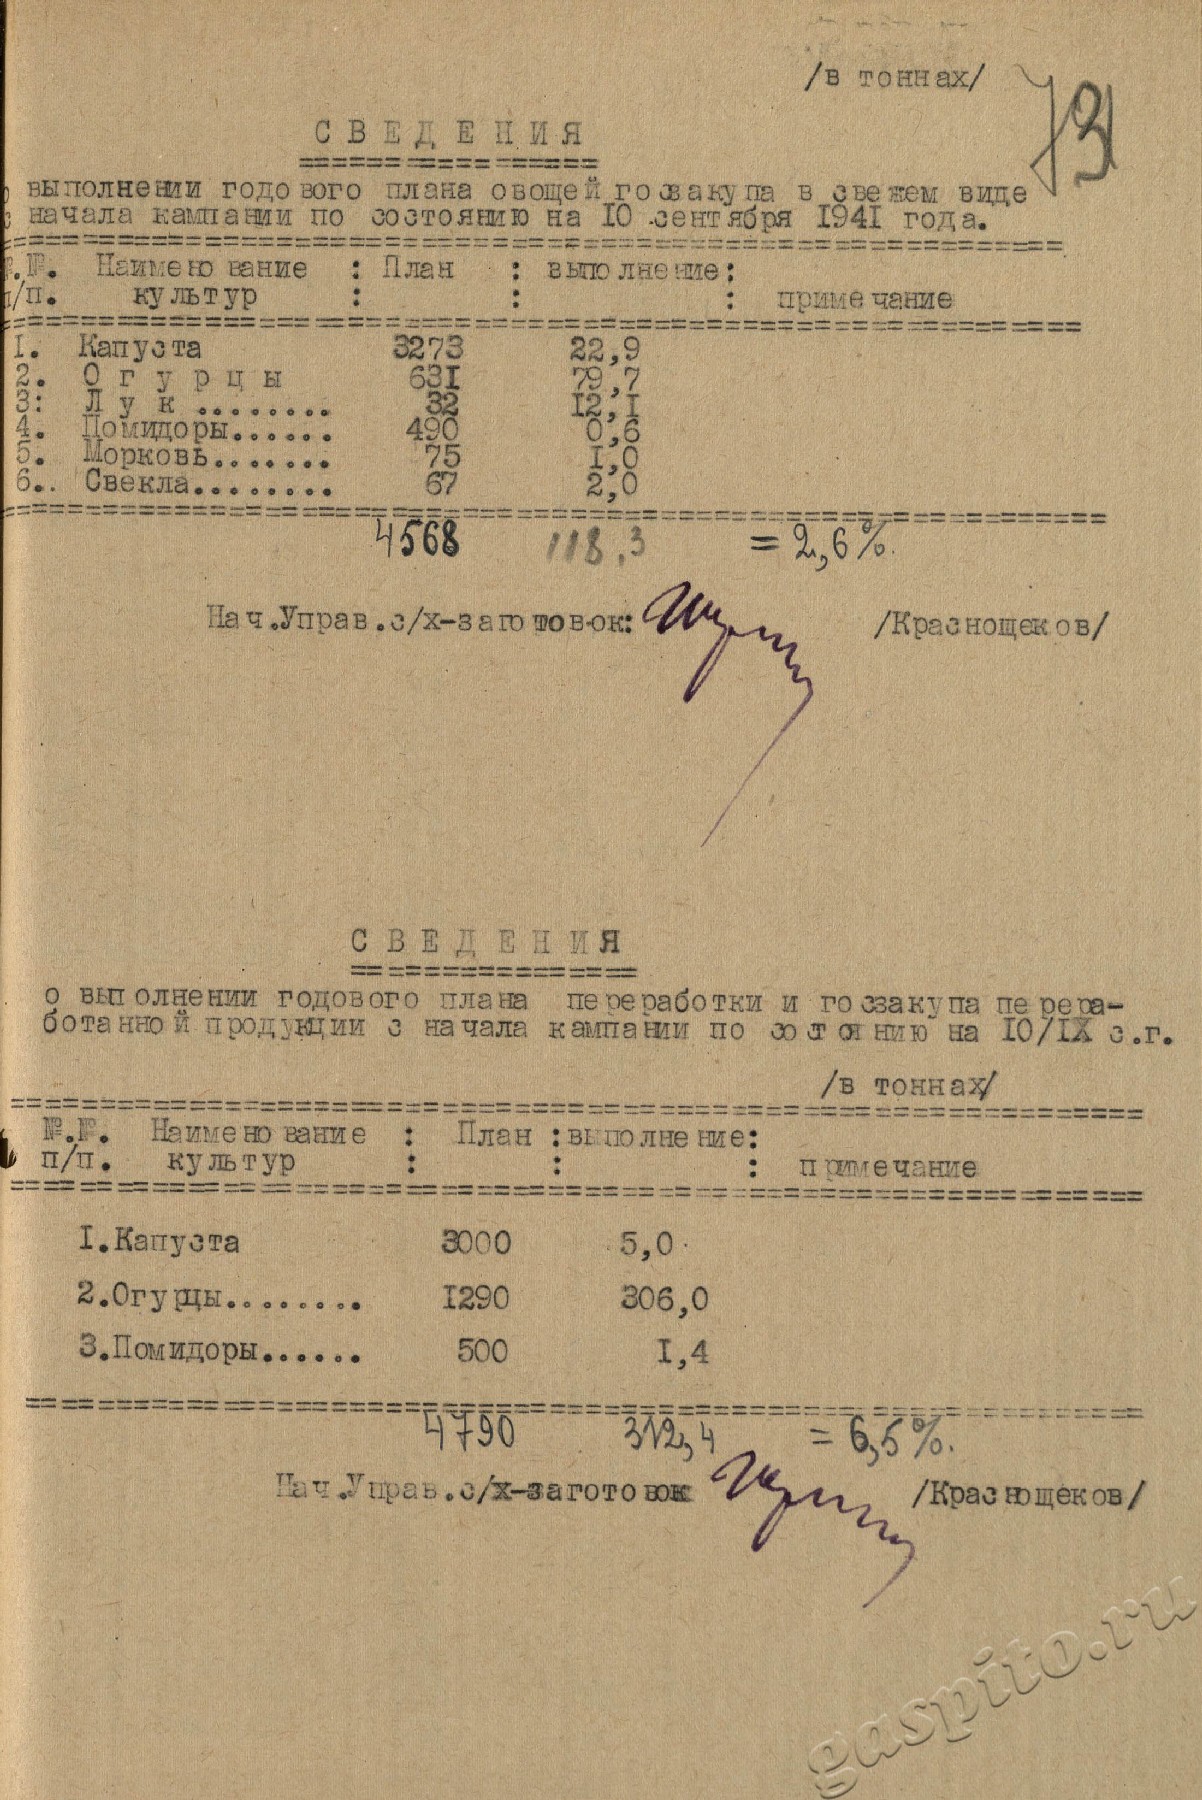 /в тоннах/
73
СВЕДЕНИЯ
о выполнении годового плана овощей госзакупа в свежем виде
с начала кампании по состоянию на 10 сентября 1941 года.
№.№. Наименование : План : выполнение:
п/п. культур : : : примечание
1. Капуста 3273 22,9
2. Огурцы 631 79,7
3: Лук ........ 32 12,1
4. Помидоры...... 490 0,6
5. Морковь....... 75 1,0
6.. Свекла........ 67 2,0
4568 118,3 = 2,6%.
Нач.Управ.с/х-заготовок: /Краснощеков/
СВЕДЕНИЯ
о выполнении годового плана переработки и госзакупа перера-
ботанной продукции с начала кампании по состоянию на 10/IX с.г.
/в тоннах/
№.№. Наименование : План :выполнение:
п/п. культур : : : примечание
1.Капуста 3000 5,0
2.Огурцы........ 1290 306,0
3.Помидоры...... 500 1,4
4790 312,4 = 6,5%.
Нач.Управ.с/х-заготовок /Краснощеков/
gaspito.ru